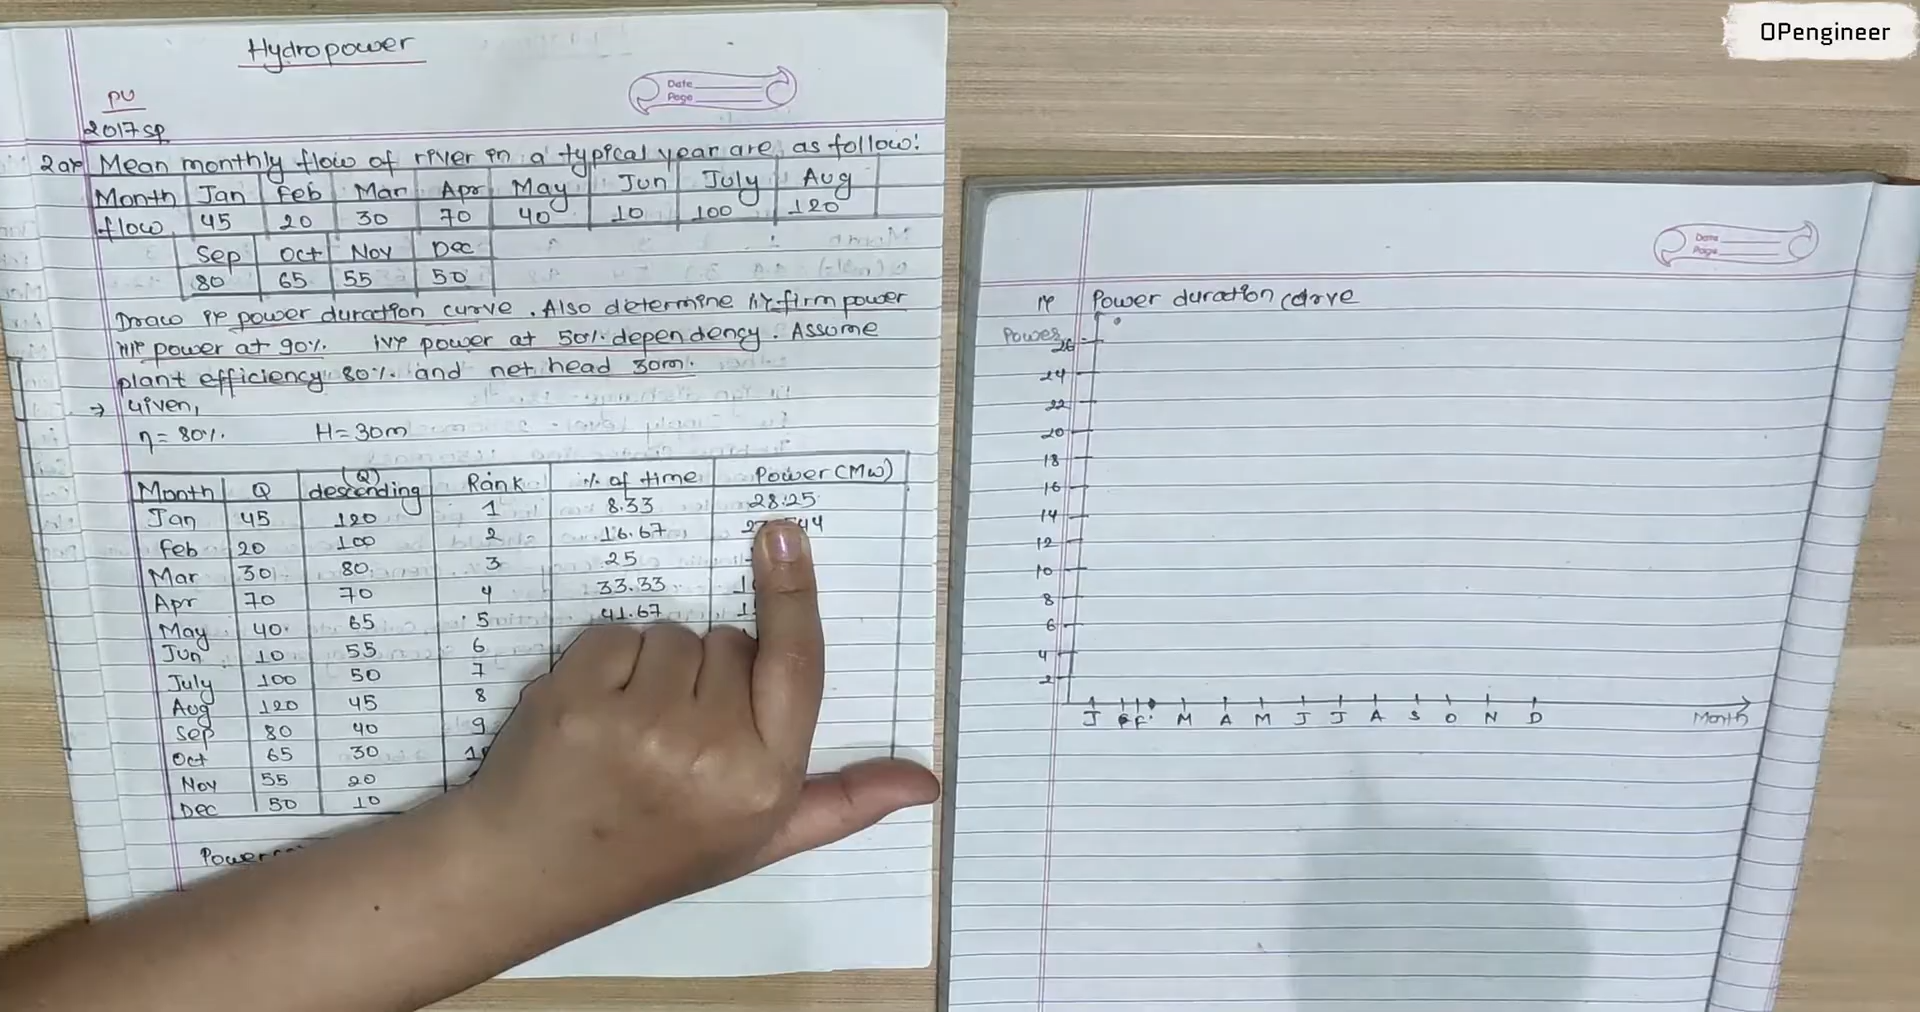 OPengineer
Hydropower
Date
Page
PU
2017 sp
2a) Mean monthly flow of river in a typical year are, as follow:
Month Jan Feb Mar Apr May Jun July Aug
flow 45 20 30 70 40 10 100 120
Sep Oct Nov Dec
80 65 55 50
Draw i) power duration curve. Also determine ii) firm power
iii) power at 90%. iv) power at 50% dependency. Assume
plant efficiency 80% and net head 30m.
→ Given,
η = 80%. H = 30m
Month Q (Q) descending Rank % of time Power (Mw)
Jan 45 120 1 8.33 28.25
Feb 20 100 2 16.67
Mar 30 80 3 25
Apr 70 70 4 33.33
May 40 65 5 41.67
Jun 10 55 6
July 100 50 7
Aug 120 45 8
Sep 80 40 9
Oct 65 30
Nov 55 20
Dec 50 10
Power
Date
Page
i) Power duration curve
Power
26
24
22
20
18
16
14
12
10
8
6
4
2
J F M A M J J A S O N D Month